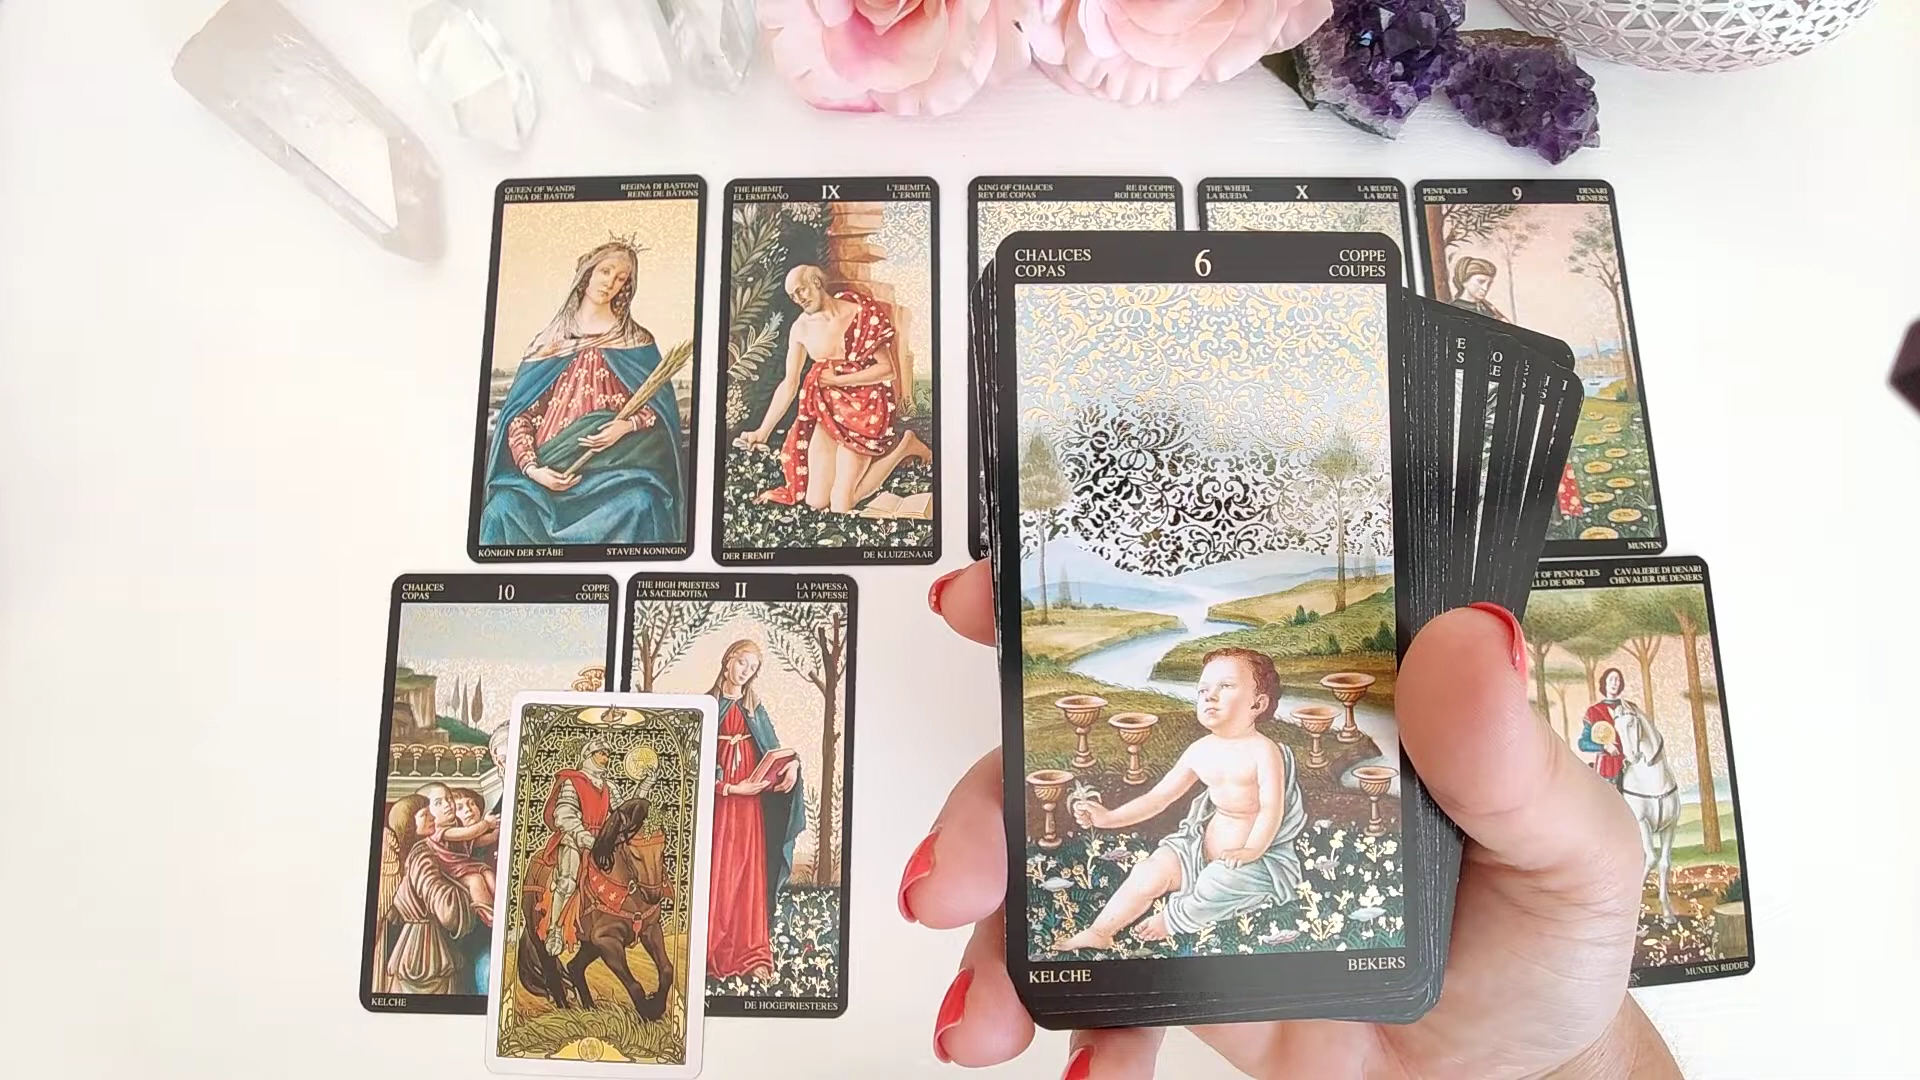 QUEEN OF WANDS REGINA DI BASTONI
REINA DE BASTOS REINE DE BÂTONS
KÖNIGIN DER STÄBE STAVEN KONINGIN
THE HERMIT IX L'EREMITA
EL ERMITAÑO L'ERMITE
DER EREMIT DE KLUIZENAAR
KING OF CHALICES RE DI COPPE
REY DE COPAS ROI DE COUPES
THE WHEEL X LA RUOTA
LA RUEDA LA ROUE
PENTACLES 9 DENARI
OROS DENIERS
MUNTEN
CHALICES 6 COPPE
COPAS COUPES
KELCHE BEKERS
CHALICES 10 COPPE
COPAS COUPES
KELCHE
THE HIGH PRIESTESS II LA PAPESSA
LA SACERDOTISA LA PAPESSE
DE HOGEPRIESTERES
OF PENTACLES CAVALIERE DI DENARI
DE OROS CHEVALIER DE DENIERS
MUNTEN RIDDER